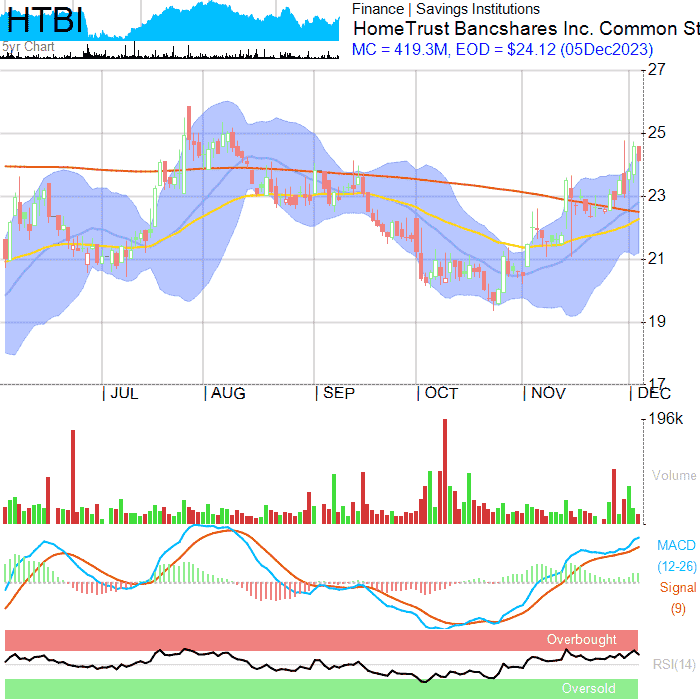 HTBI
5yr Chart
Finance | Savings Institutions
HomeTrust Bancshares Inc. Common St
MC = 419.3M, EOD = $24.12 (05Dec2023)
27
25
23
21
19
17
| JUL | AUG | SEP | OCT | NOV | DEC
196k
Volume
MACD
(12-26)
Signal
(9)
Overbought
RSI(14)
Oversold